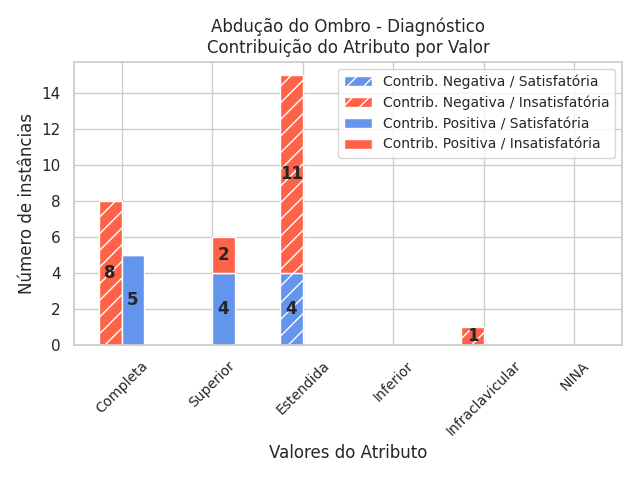 Abdução do Ombro - Diagnóstico
Contribuição do Atributo por Valor
Contrib. Negativa / Satisfatória
Contrib. Negativa / Insatisfatória
Contrib. Positiva / Satisfatória
Contrib. Positiva / Insatisfatória
Número de instâncias
14
12
10
8
6
4
2
0
8
5
2
4
11
4
1
Completa
Superior
Estendida
Inferior
Infraclavicular
NINA
Valores do Atributo